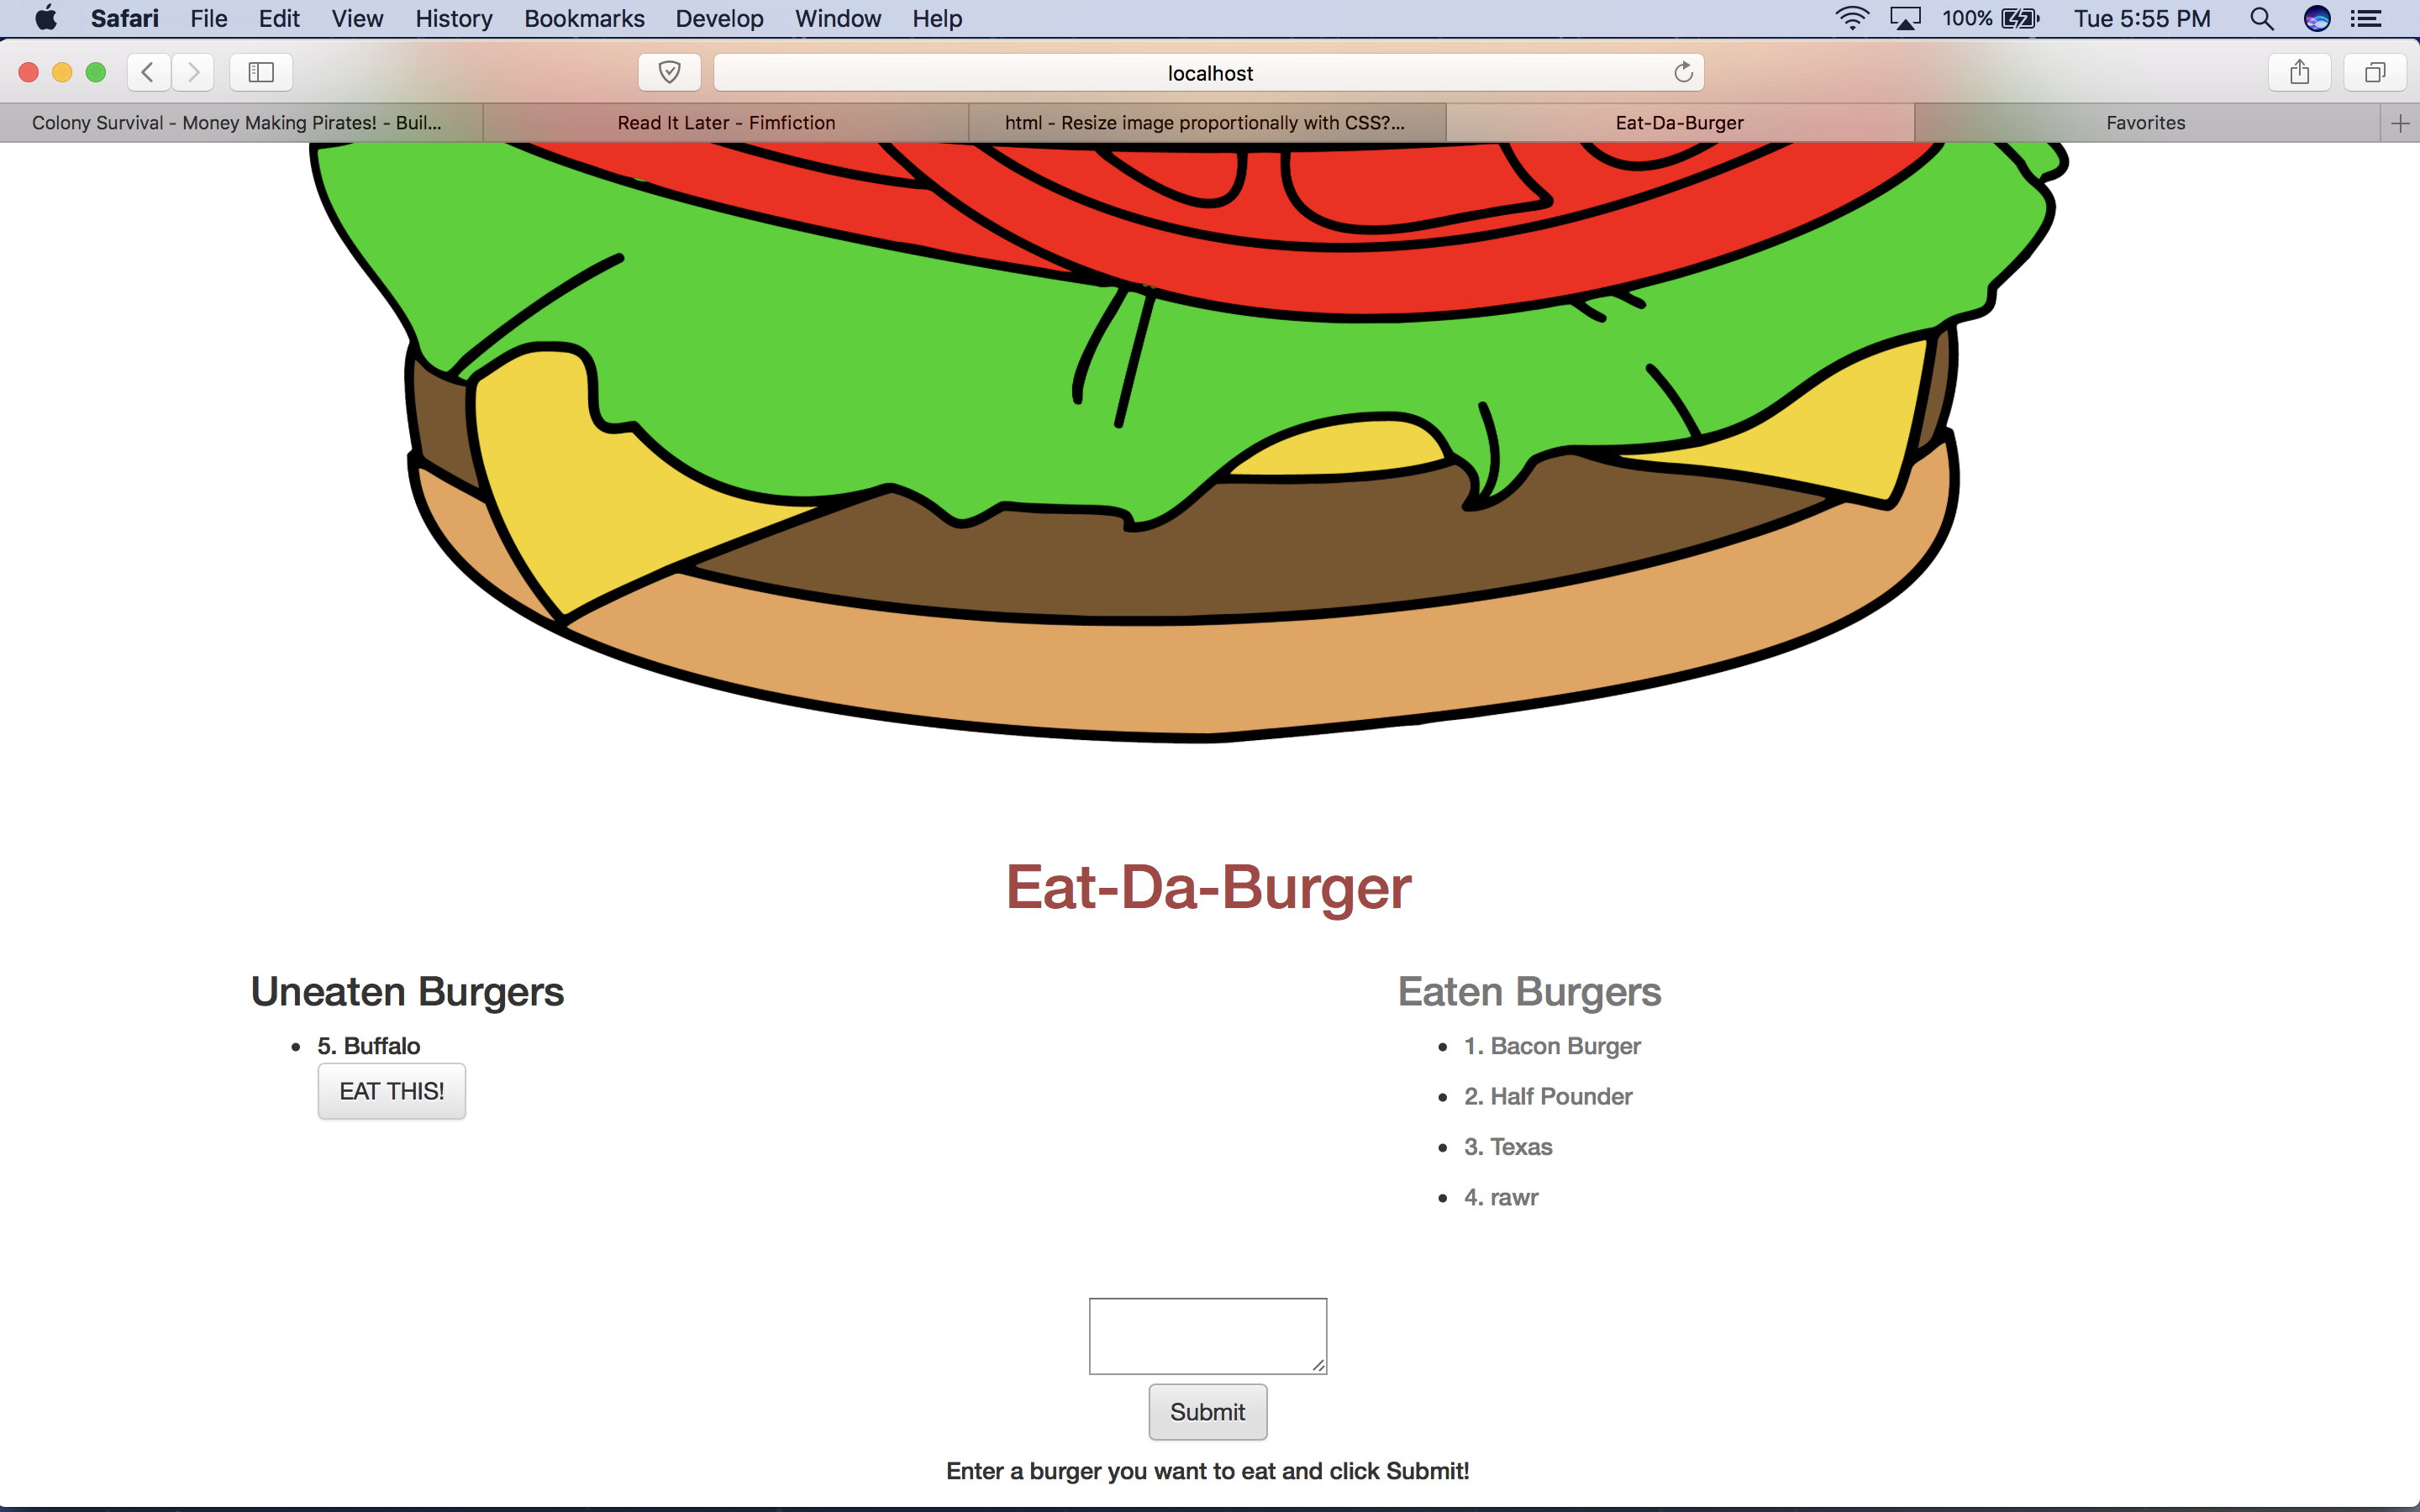 Safari File Edit View History Bookmarks Develop Window Help 100% Tue 5:55 PM
localhost
Colony Survival - Money Making Pirates! - Buil... Read It Later - Fimfiction html - Resize image proportionally with CSS?... Eat-Da-Burger Favorites
Eat-Da-Burger
Uneaten Burgers
5. Buffalo
EAT THIS!
Eaten Burgers
1. Bacon Burger
2. Half Pounder
3. Texas
4. rawr
Submit
Enter a burger you want to eat and click Submit!